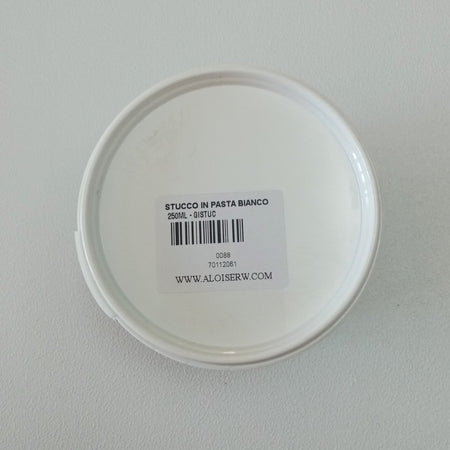 STUCCO IN PASTA BIANCO
250ML - GISTUC
0088
70112061
WWW.ALOISERW.COM